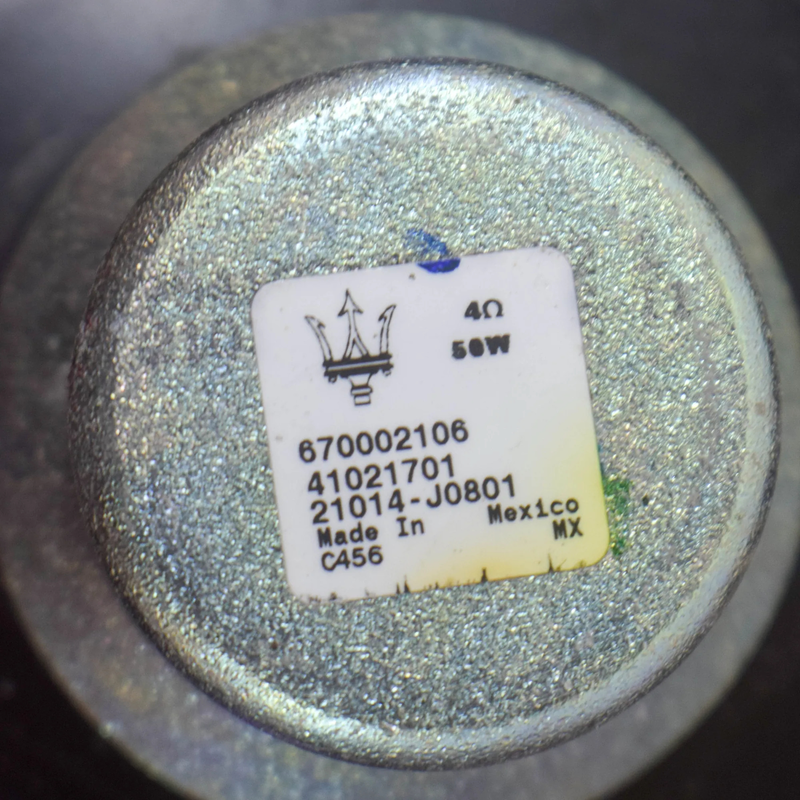 4Ω
50W
670002106
41021701
21014-J0801
Made In Mexico
MX
C456